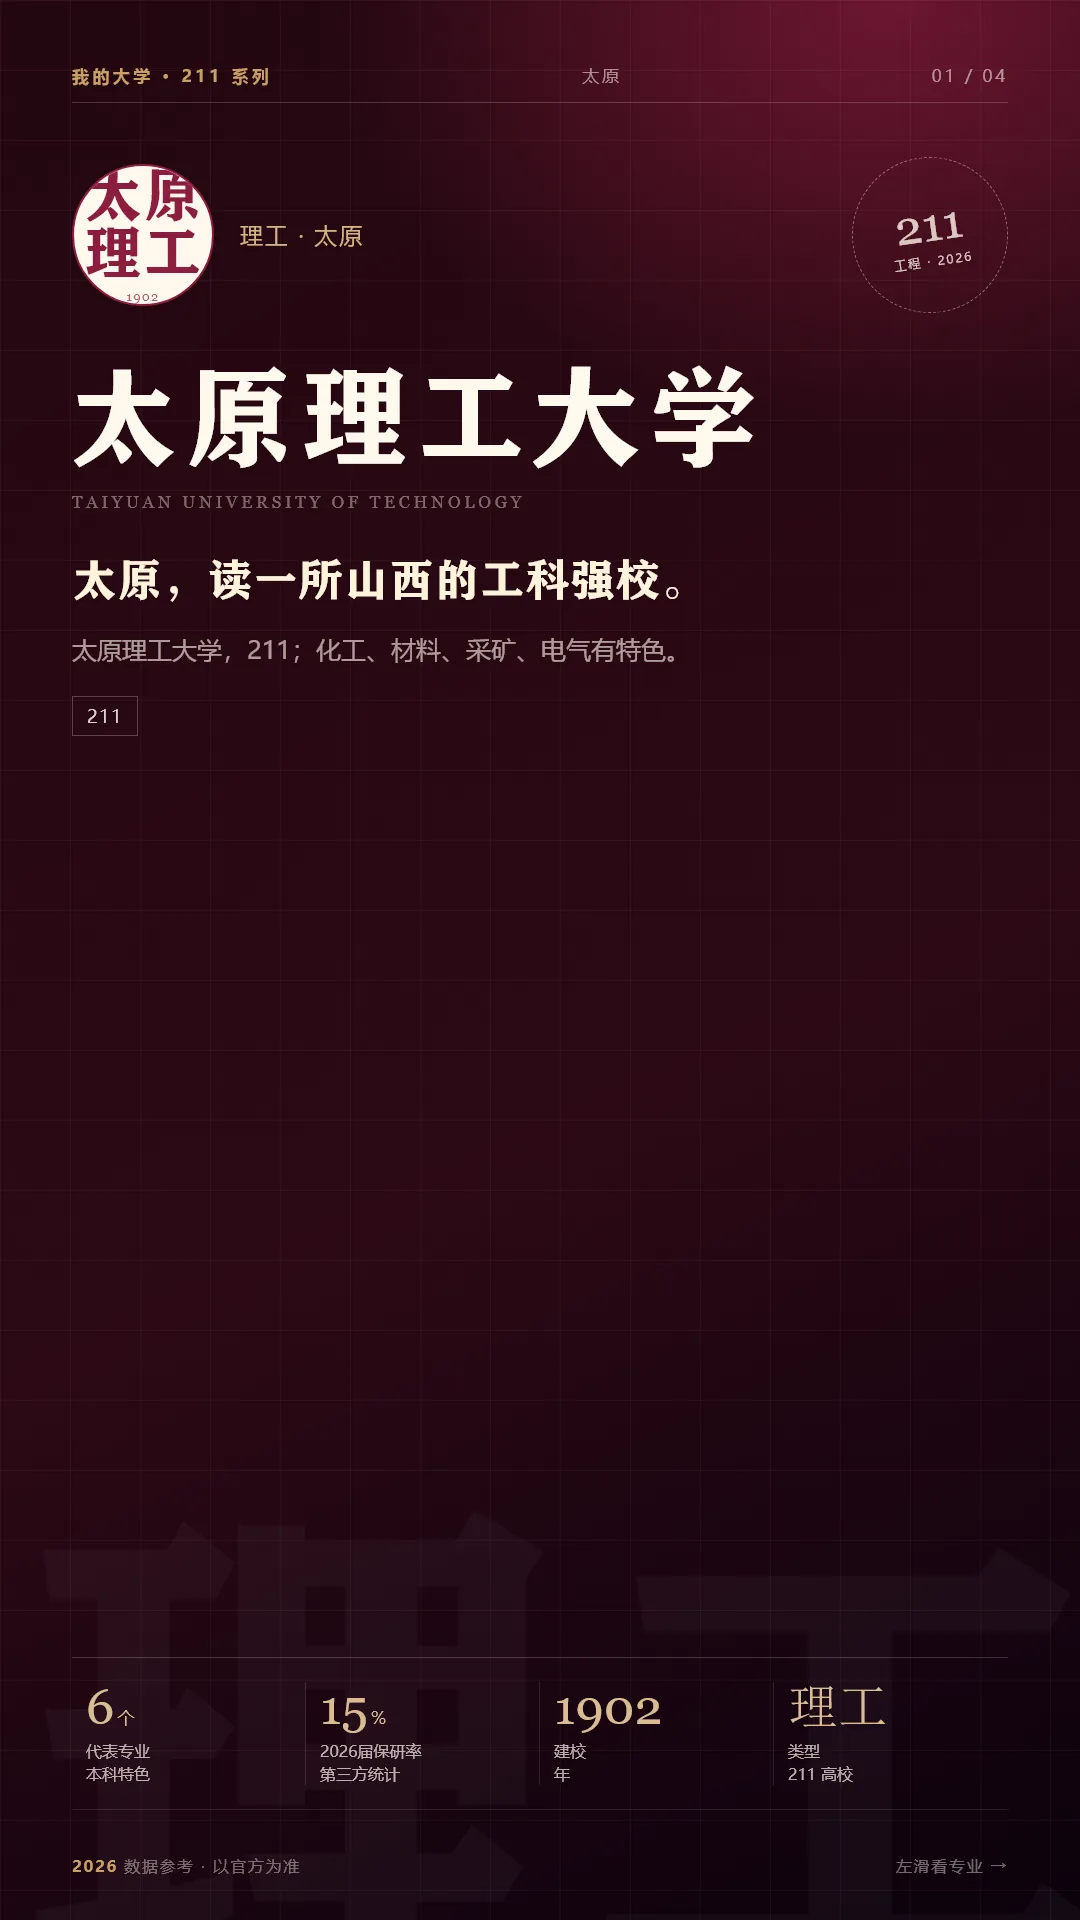 我的大学 · 211 系列
太原
01 / 04
太原
理工
1902
理工 · 太原
211
工程 · 2026
太原理工大学
TAIYUAN UNIVERSITY OF TECHNOLOGY
太原，读一所山西的工科强校。
太原理工大学，211；化工、材料、采矿、电气有特色。
211
理工
6个
代表专业
本科特色
15%
2026届保研率
第三方统计
1902
建校
年
理工
类型
211 高校
2026 数据参考 · 以官方为准
左滑看专业 →